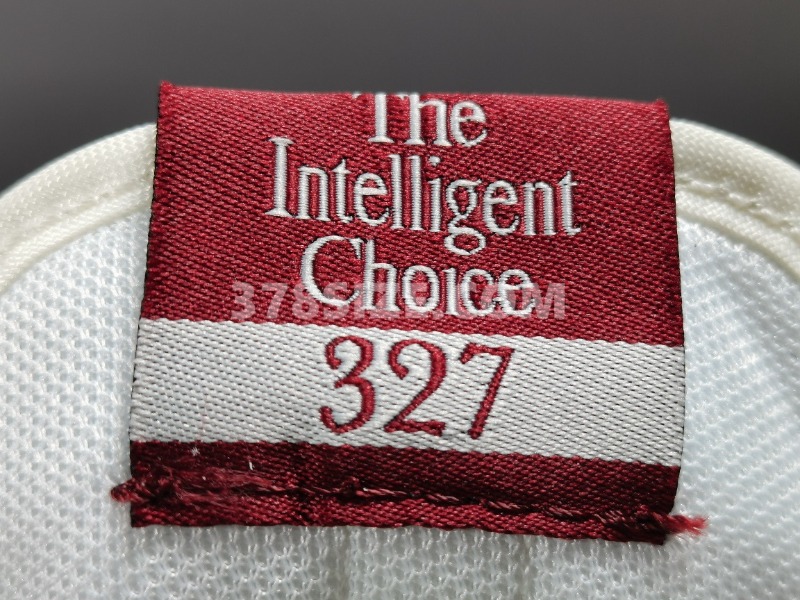 The
Intelligent
Choice
327